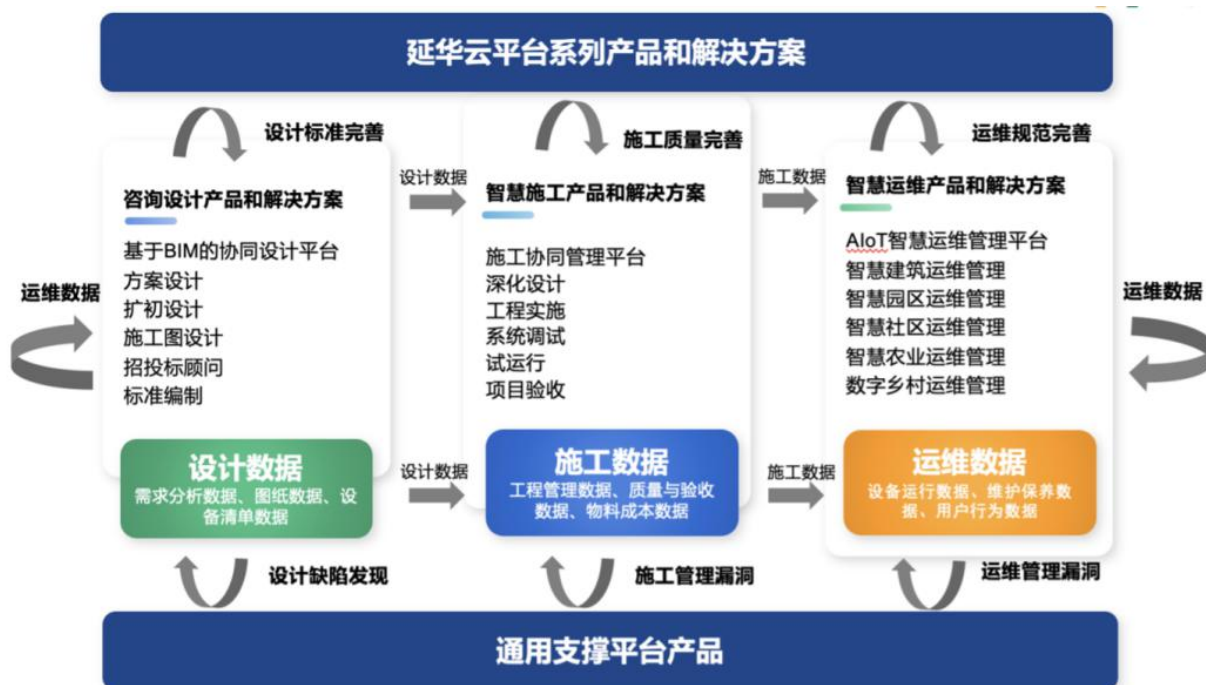 延华云平台系列产品和解决方案
设计标准完善
施工质量完善
运维规范完善
咨询设计产品和解决方案
基于BIM的协同设计平台
方案设计
扩初设计
施工图设计
招投标顾问
标准编制
设计数据
智慧施工产品和解决方案
施工协同管理平台
深化设计
工程实施
系统调试
试运行
项目验收
施工数据
智慧运维产品和解决方案
AIoT智慧运维管理平台
智慧建筑运维管理
智慧园区运维管理
智慧社区运维管理
智慧农业运维管理
数字乡村运维管理
运维数据
运维数据
设计数据
需求分析数据、图纸数据、设
备清单数据
设计数据
施工数据
工程管理数据、质量与验收
数据、物料成本数据
施工数据
运维数据
设备运行数据、维护保养数
据、用户行为数据
设计缺陷发现
施工管理漏洞
运维管理漏洞
通用支撑平台产品